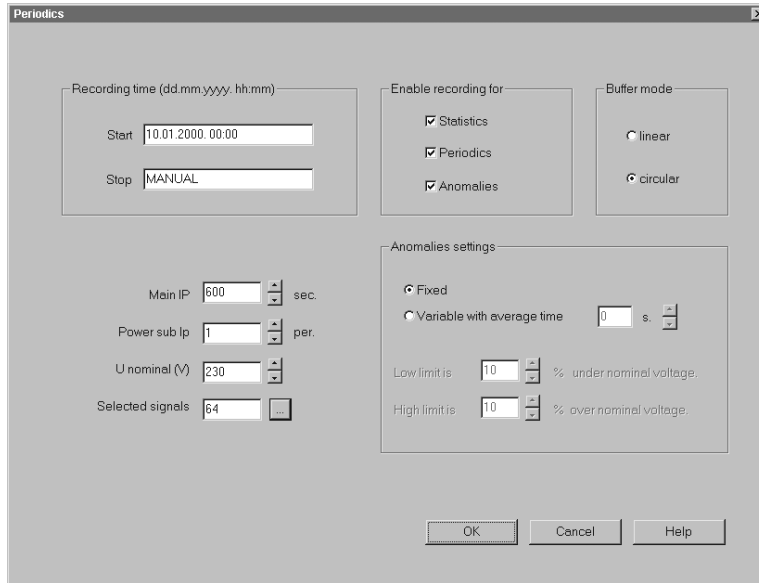 Periodics
Recording time (dd.mm.yyyy. hh:mm)
Start 10.01.2000. 00:00
Stop MANUAL
Enable recording for
Statistics
Periodics
Anomalies
Buffer mode
linear
circular
Main IP 600 sec.
Power sub Ip 1 per.
U nominal (V) 230
Selected signals 64 ...
Anomalies settings
Fixed
Variable with average time 0 s.
Low limit is 10 % under nominal voltage.
High limit is 10 % over nominal voltage.
OK Cancel Help